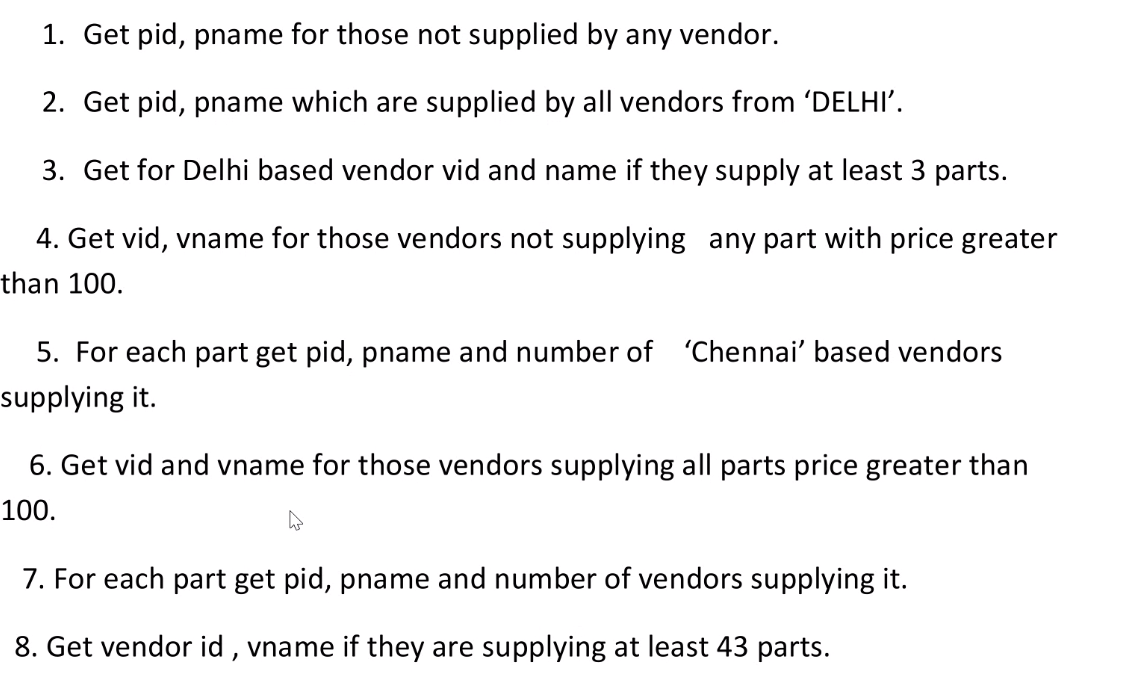 1. Get pid, pname for those not supplied by any vendor.
2. Get pid, pname which are supplied by all vendors from ‘DELHI’.
3. Get for Delhi based vendor vid and name if they supply at least 3 parts.
4. Get vid, vname for those vendors not supplying any part with price greater
than 100.
5. For each part get pid, pname and number of ‘Chennai’ based vendors
supplying it.
6. Get vid and vname for those vendors supplying all parts price greater than
100.
7. For each part get pid, pname and number of vendors supplying it.
8. Get vendor id , vname if they are supplying at least 43 parts.